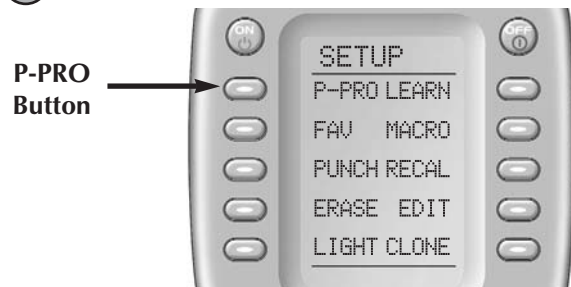 ON
OFF
SETUP
P-PRO
Button
P-PRO LEARN
FAV MACRO
PUNCH RECAL
ERASE EDIT
LIGHT CLONE